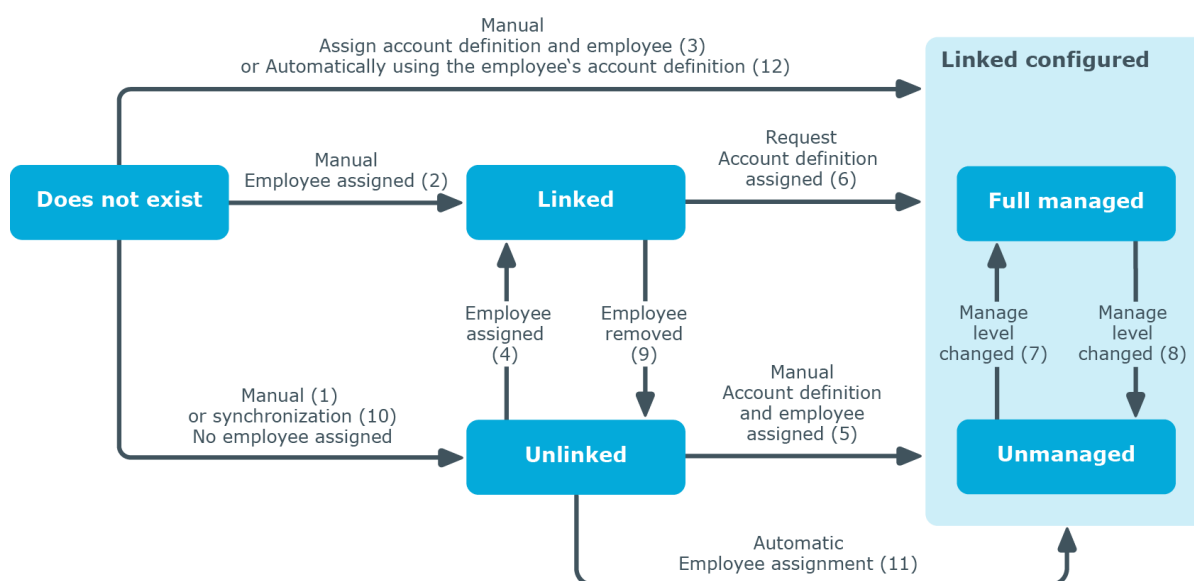 Manual
Assign account definition and employee (3)
or Automatically using the employee‘s account definition (12)
Linked configured
Manual
Employee assigned (2)
Request
Account definition
assigned (6)
Does not exist
Linked
Full managed
Employee
assigned
(4)
Employee
removed
(9)
Manage
level
changed (7)
Manage
level
changed (8)
Manual (1)
or synchronization (10)
No employee assigned
Manual
Account definition
and employee
assigned (5)
Unlinked
Unmanaged
Automatic
Employee assignment (11)